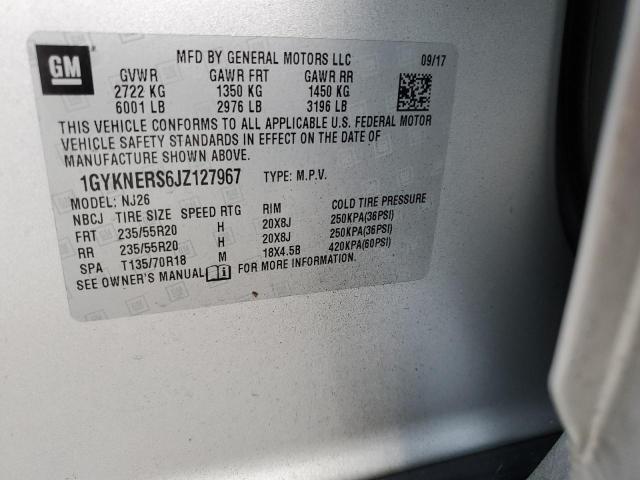 GM
MFD BY GENERAL MOTORS LLC 09/17
GVWR GAWR FRT GAWR RR
2722 KG 1350 KG 1450 KG
6001 LB 2976 LB 3196 LB
THIS VEHICLE CONFORMS TO ALL APPLICABLE U.S. FEDERAL MOTOR
VEHICLE SAFETY STANDARDS IN EFFECT ON THE DATE OF
MANUFACTURE SHOWN ABOVE.
1GYKNERS6JZ127967 TYPE: M.P.V.
MODEL: NJ26
NBCJ TIRE SIZE SPEED RTG RIM COLD TIRE PRESSURE
FRT 235/55R20 H 20X8J 250KPA(36PSI)
RR 235/55R20 H 20X8J 250KPA(36PSI)
SPA T135/70R18 M 18X4.5B 420KPA(60PSI)
SEE OWNER'S MANUAL FOR MORE INFORMATION.